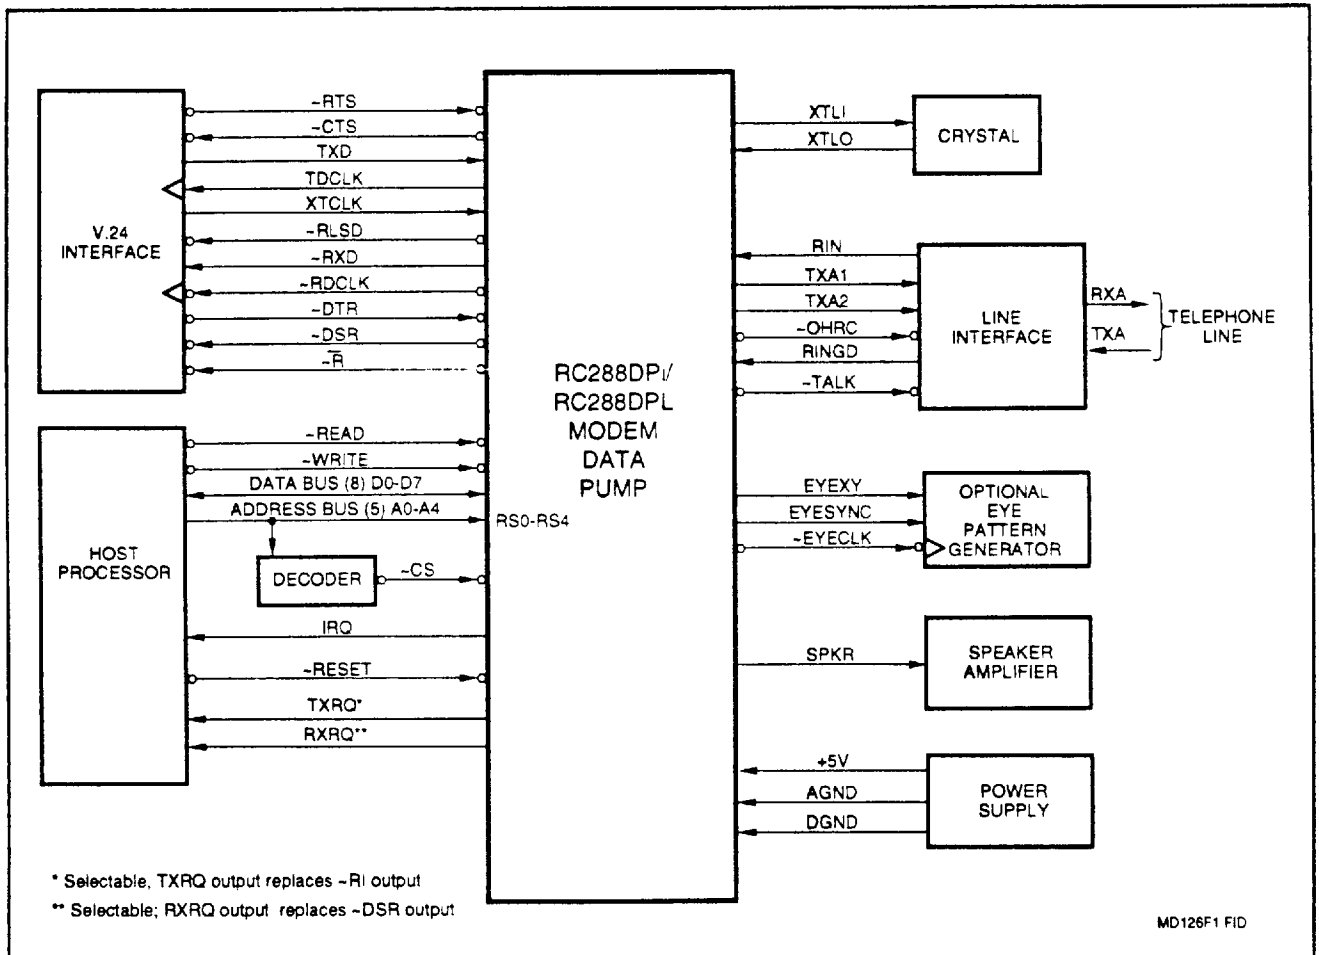 ~RTS
~CTS
TXD
TDCLK
XTCLK
~RLSD
~RXD
~RDCLK
~DTR
~DSR
~R
V.24
INTERFACE
~READ
~WRITE
DATA BUS (8) D0-D7
ADDRESS BUS (5) A0-A4
RS0-RS4
HOST
PROCESSOR
DECODER
~CS
IRQ
~RESET
TXRQ*
RXRQ**
RC288DPi/
RC288DPL
MODEM
DATA
PUMP
XTLI
XTLO
CRYSTAL
RIN
TXA1
TXA2
~OHRC
RINGD
~TALK
LINE
INTERFACE
RXA
TXA
TELEPHONE
LINE
EYEXY
EYESYNC
~EYECLK
OPTIONAL
EYE
PATTERN
GENERATOR
SPKR
SPEAKER
AMPLIFIER
+5V
AGND
DGND
POWER
SUPPLY
* Selectable, TXRQ output replaces ~RI output
** Selectable; RXRQ output replaces ~DSR output
MD126F1 FID